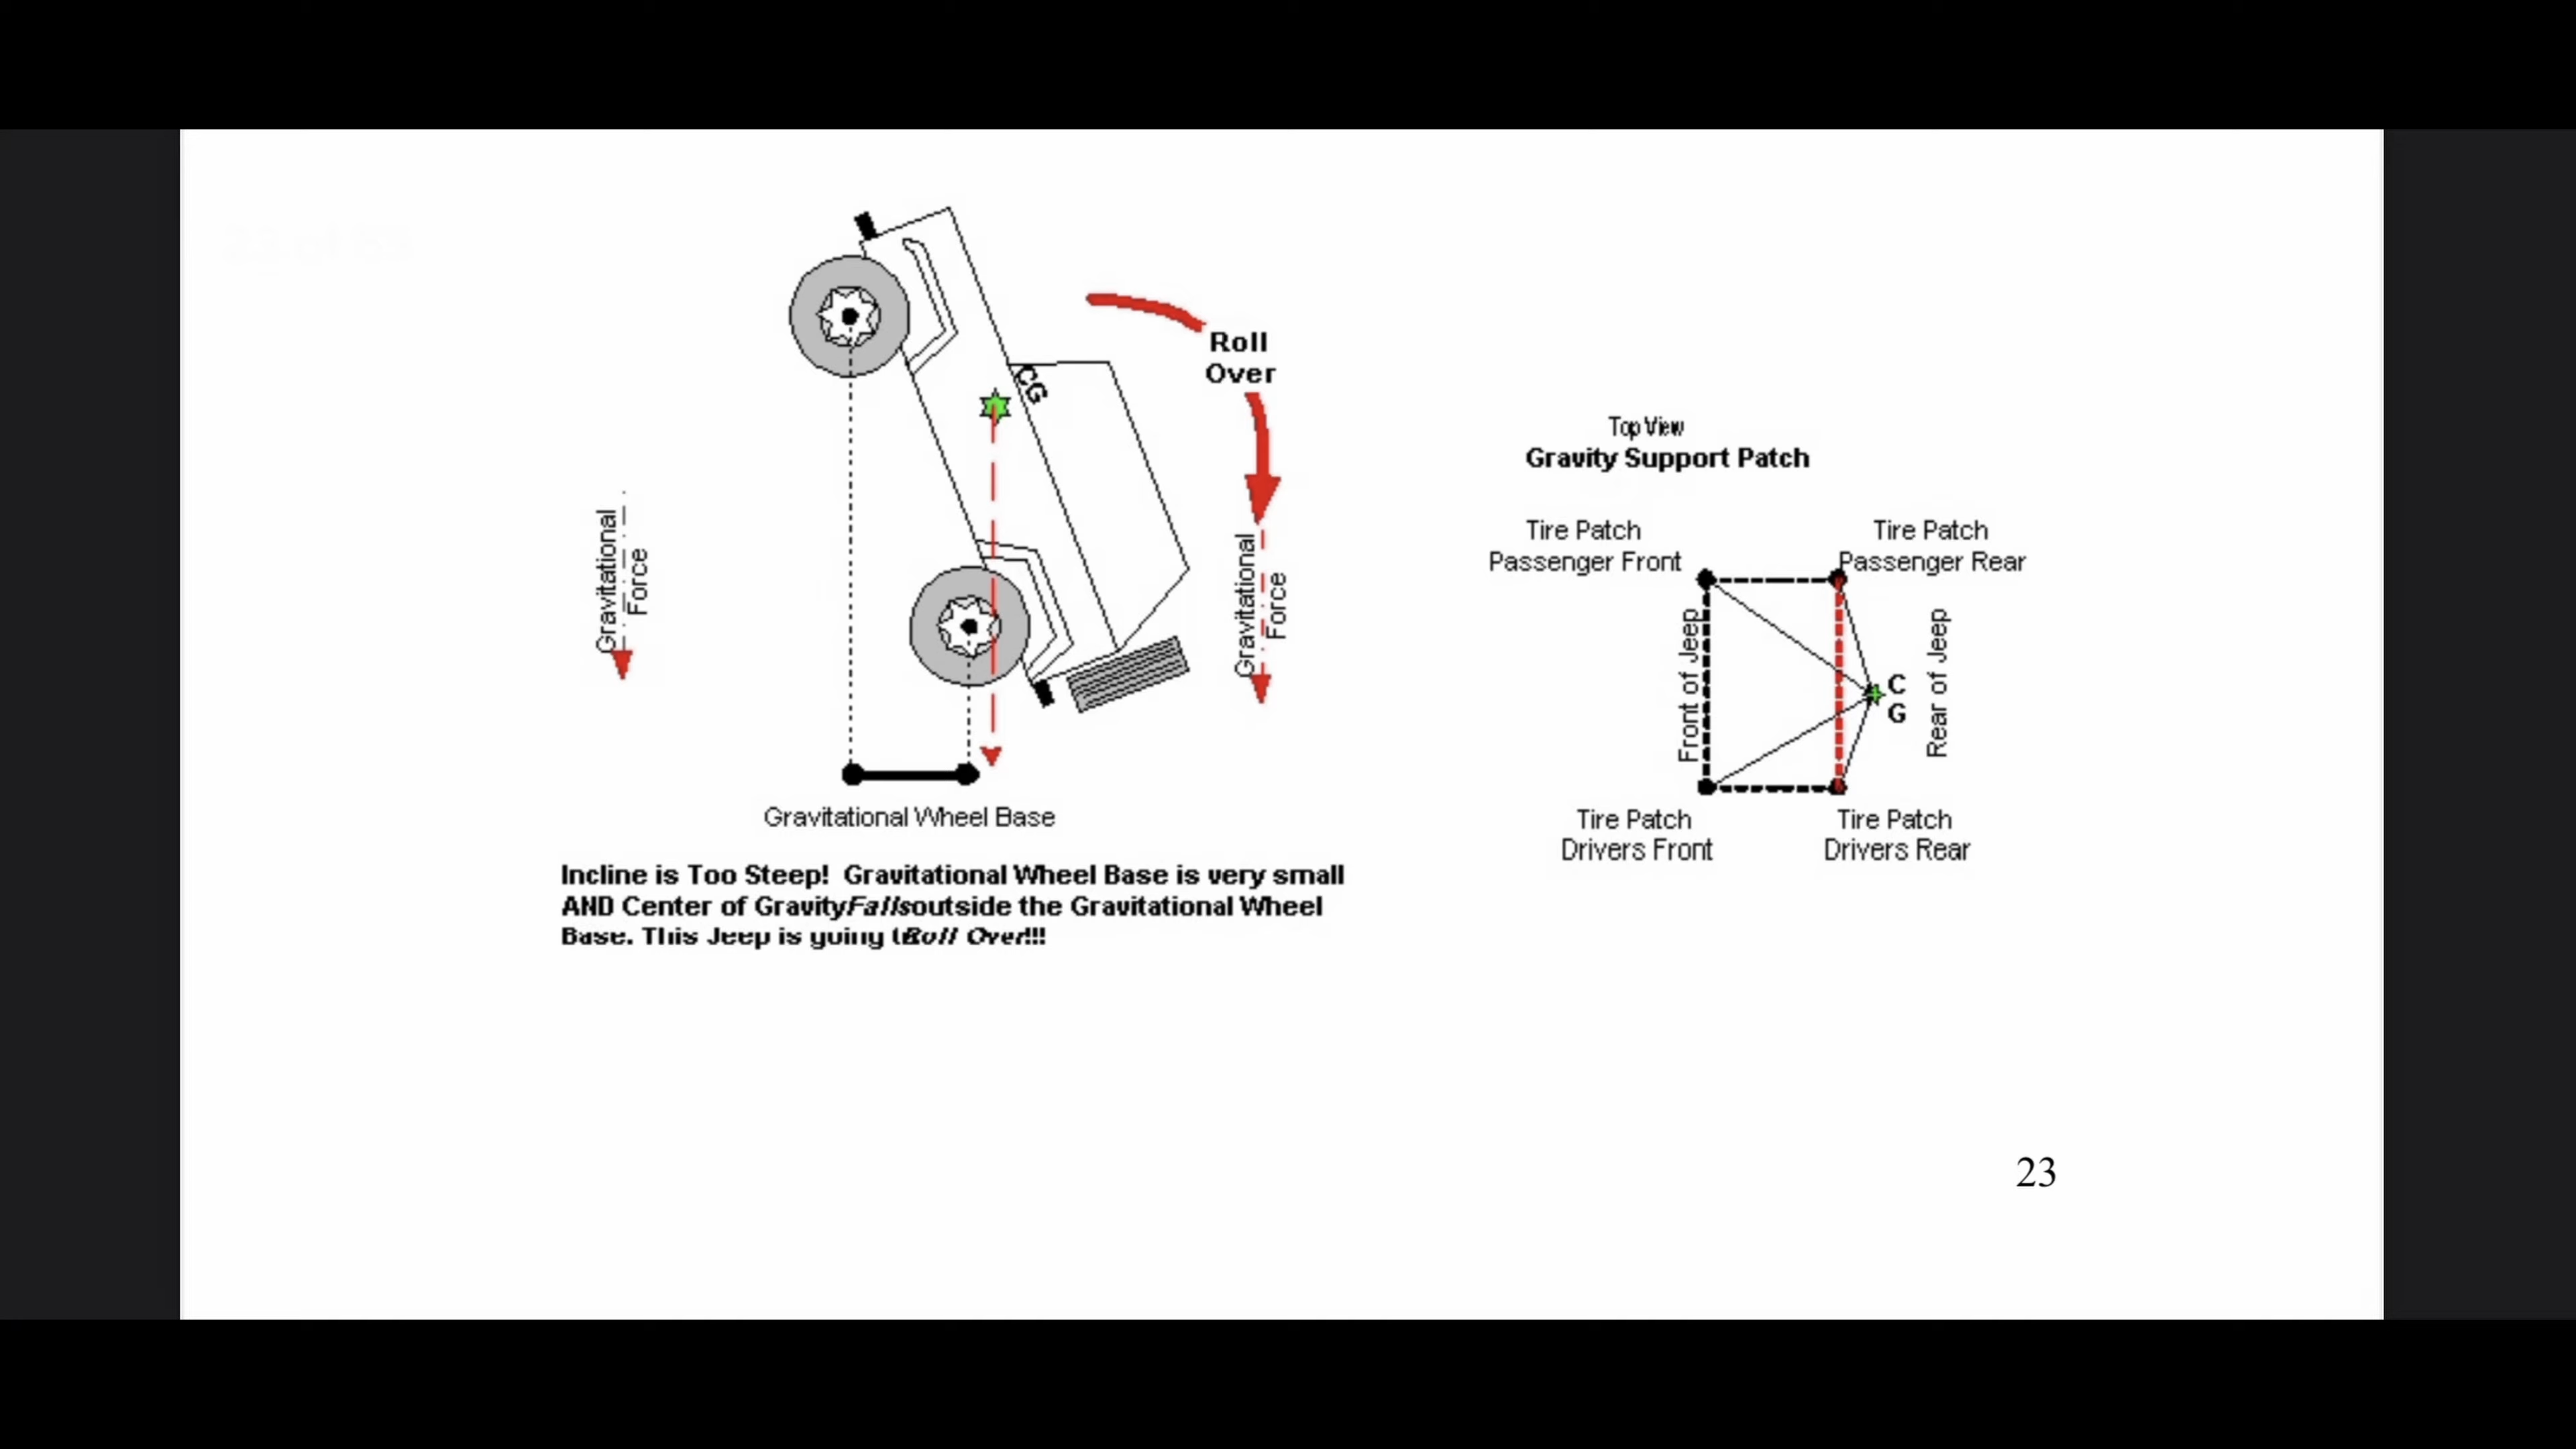 CG
Roll
Over
Gravitational
Force
Gravitational
Force
Gravitational Wheel Base
Incline is Too Steep! Gravitational Wheel Base is very small
AND Center of GravityFallsoutside the Gravitational Wheel
Base. This Jeep is going tRoll Over!!!
Top View
Gravity Support Patch
Tire Patch
Passenger Front
Tire Patch
Passenger Rear
Front of Jeep
C
G
Rear of Jeep
Tire Patch
Drivers Front
Tire Patch
Drivers Rear
23